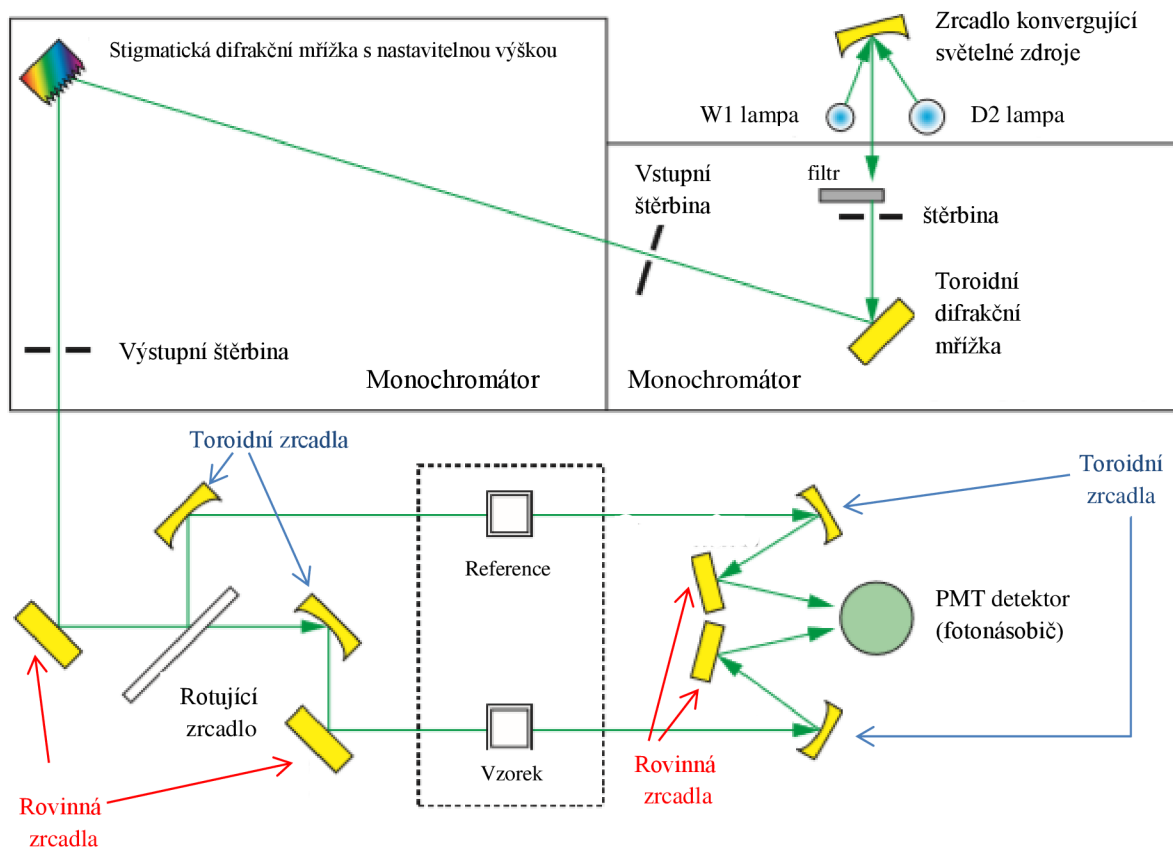 Stigmatická difrakční mřížka s nastavitelnou výškou
Zrcadlo konvergující
světelné zdroje
W1 lampa
D2 lampa
Vstupní
štěrbina
filtr
štěrbina
Toroidní
difrakční
mřížka
Výstupní štěrbina
Monochromátor
Monochromátor
Toroidní zrcadla
Toroidní
zrcadla
Reference
PMT detektor
(fotonásobič)
Rotující
zrcadlo
Vzorek
Rovinná
zrcadla
Rovinná
zrcadla